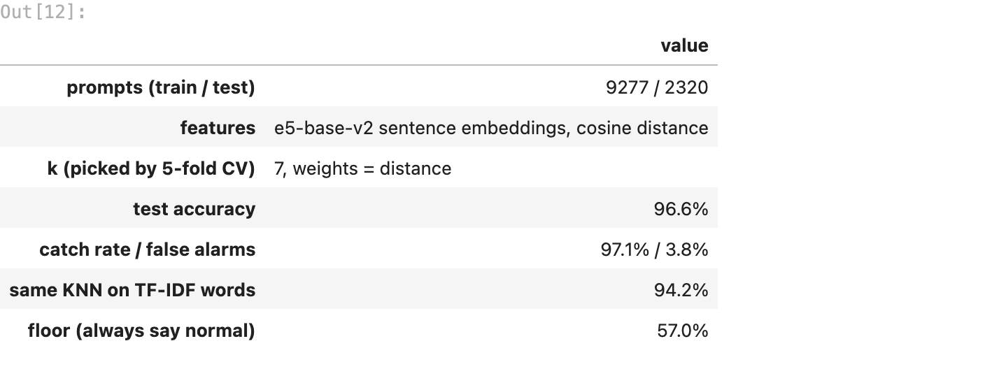 Out[12]:
value
prompts (train / test) 9277 / 2320
features e5-base-v2 sentence embeddings, cosine distance
k (picked by 5-fold CV) 7, weights = distance
test accuracy 96.6%
catch rate / false alarms 97.1% / 3.8%
same KNN on TF-IDF words 94.2%
floor (always say normal) 57.0%